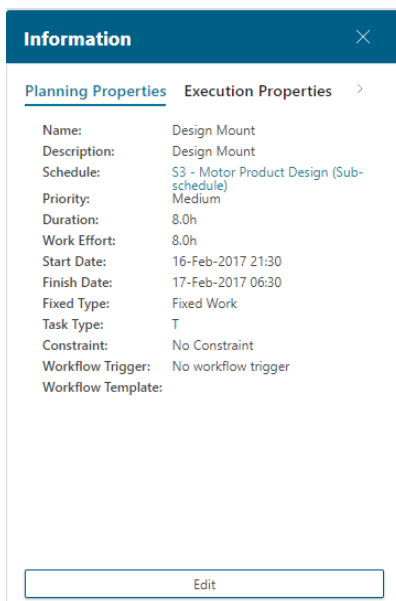 Information
Planning Properties Execution Properties
Name: Design Mount
Description: Design Mount
Schedule: S3 - Motor Product Design (Sub-
schedule)
Priority: Medium
Duration: 8.0h
Work Effort: 8.0h
Start Date: 16-Feb-2017 21:30
Finish Date: 17-Feb-2017 06:30
Fixed Type: Fixed Work
Task Type: T
Constraint: No Constraint
Workflow Trigger: No workflow trigger
Workflow Template:
Edit